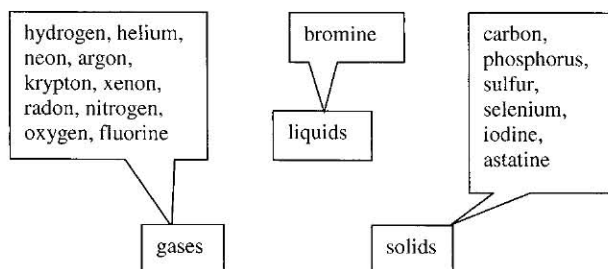 hydrogen, helium,
neon, argon,
krypton, xenon,
radon, nitrogen,
oxygen, fluorine
gases
bromine
liquids
carbon,
phosphorus,
sulfur,
selenium,
iodine,
astatine
solids